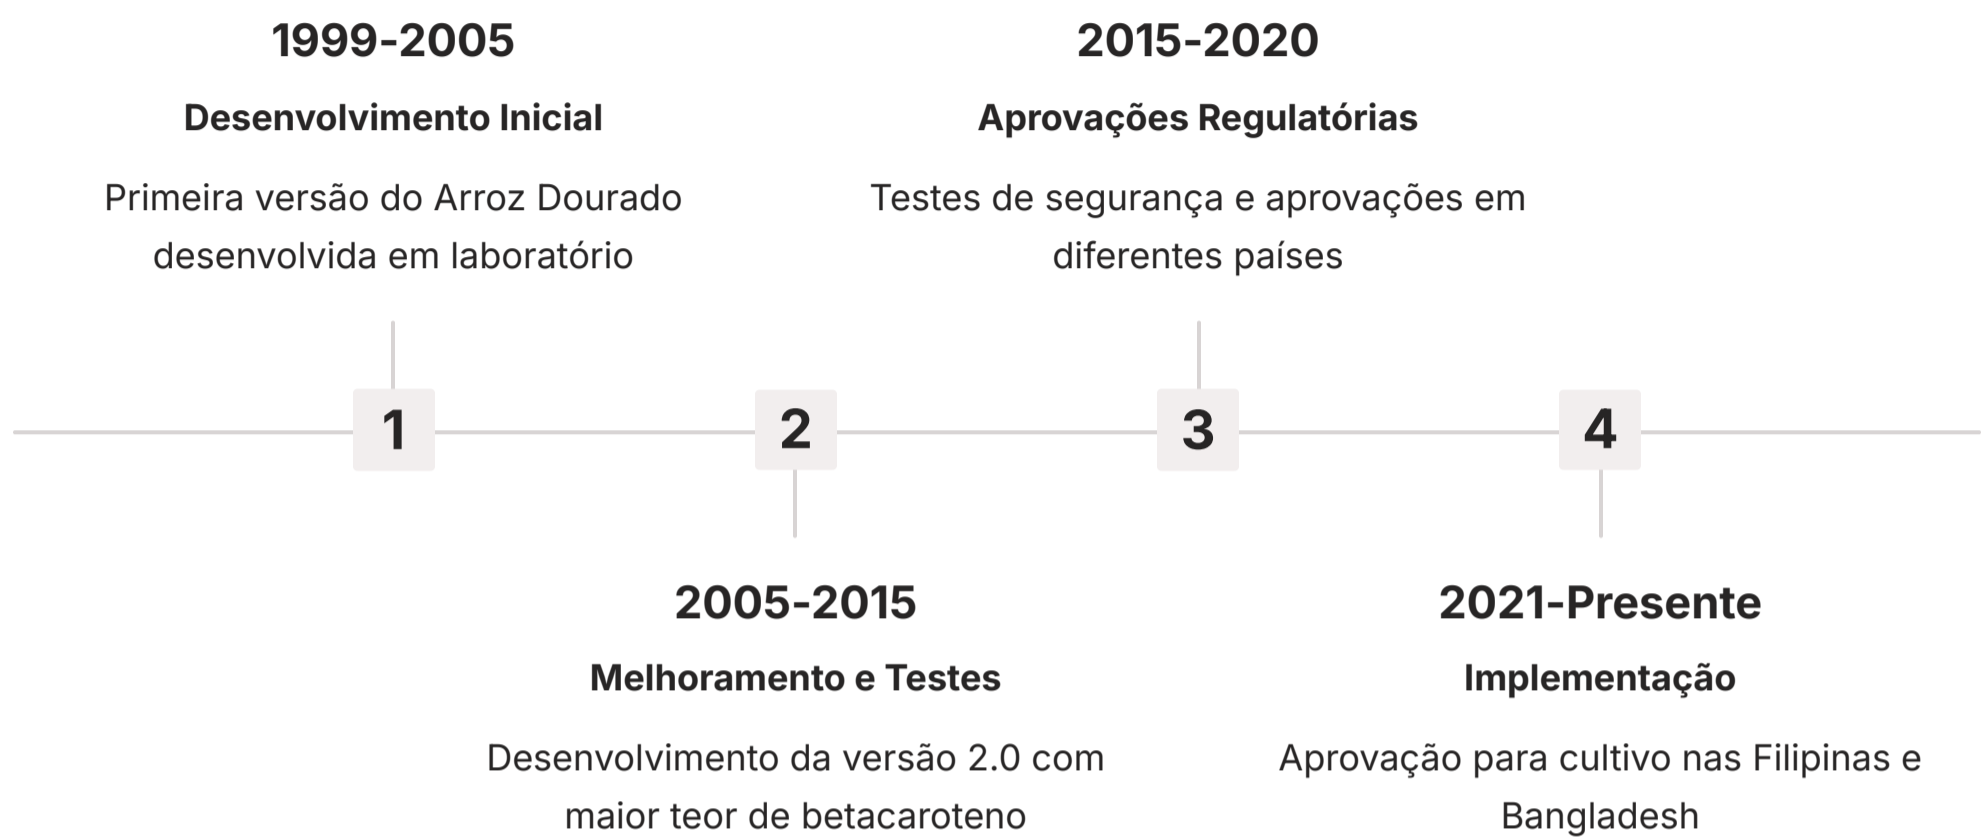 1999-2005
Desenvolvimento Inicial
Primeira versão do Arroz Dourado
desenvolvida em laboratório
2015-2020
Aprovações Regulatórias
Testes de segurança e aprovações em
diferentes países
1
2
3
4
2005-2015
Melhoramento e Testes
Desenvolvimento da versão 2.0 com
maior teor de betacaroteno
2021-Presente
Implementação
Aprovação para cultivo nas Filipinas e
Bangladesh